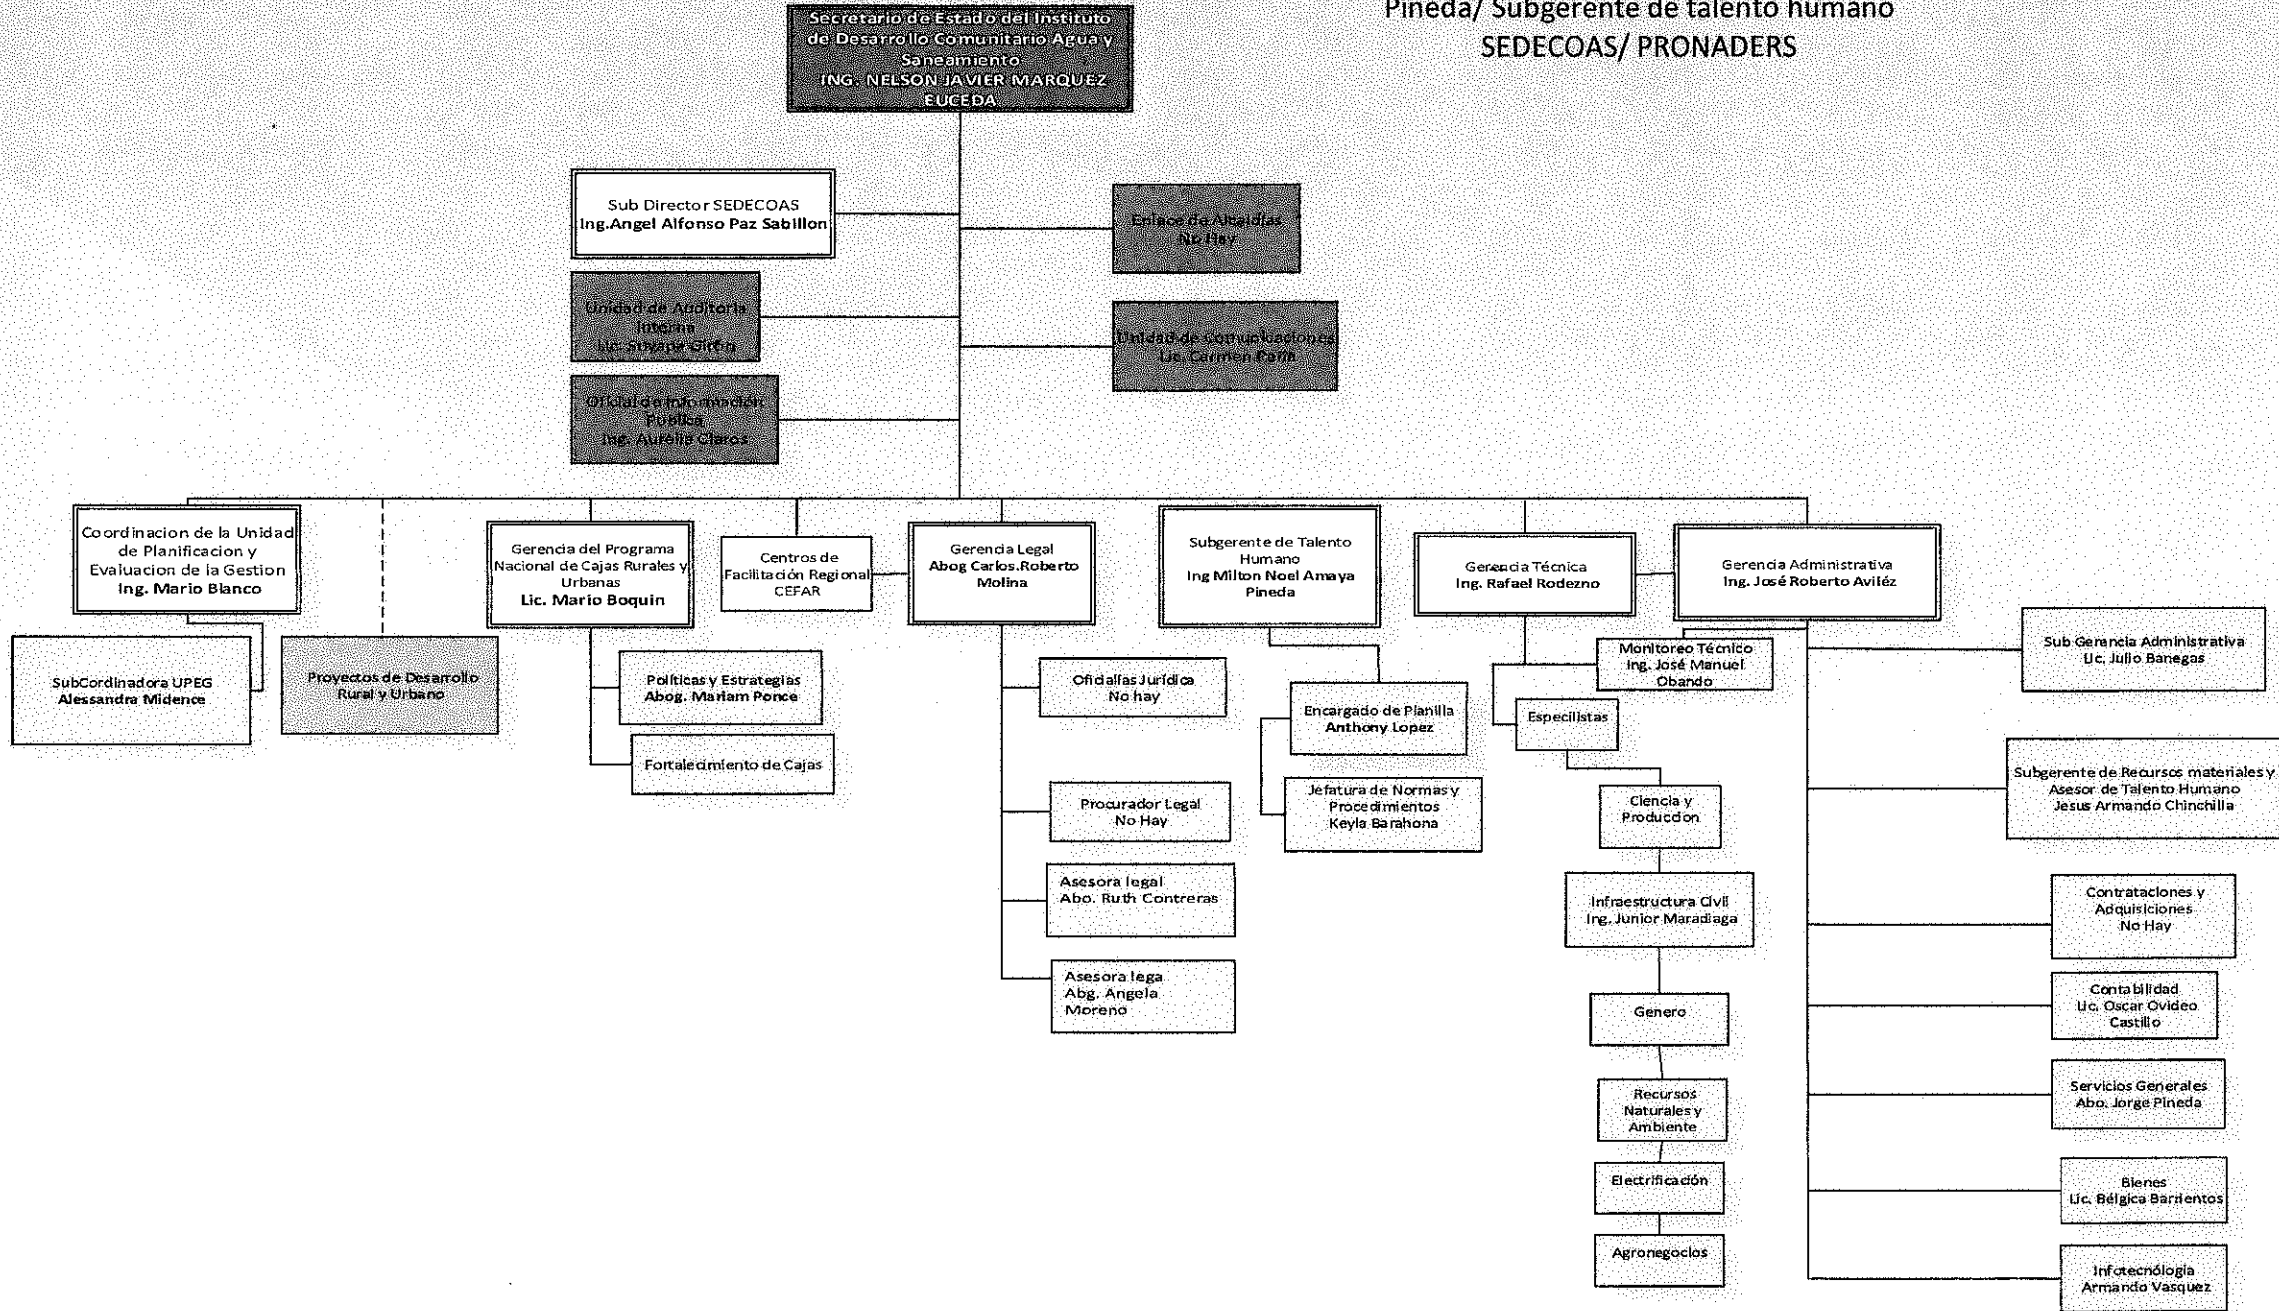 Pineda/ Subgerente de talento humano
SEDECOAS/ PRONADERS
Secretario de Estado del Instituto
de Desarrollo Comunitario Agua y
Saneamiento
ING. NELSON JAVIER MARQUEZ
EUCEDA
Sub Director SEDECOAS
Ing.Angel Alfonso Paz Sabillon
Enlace de Alcaldías
No Hay
Unidad de Auditoria
Interna
Lic.
Unidad de Comunicaciones
Lic. Carmen
Oficial de Información
Publica
Ing. Aurelia Claros
Coordinacion de la Unidad
de Planificacion y
Evaluacion de la Gestion
Ing. Mario Blanco
Gerencia del Programa
Nacional de Cajas Rurales y
Urbanas
Lic. Mario Boquin
Centros de
Facilitación Regional
CEFAR
Gerencia Legal
Abog Carlos.Roberto
Molina
Subgerente de Talento
Humano
Ing Milton Noel Amaya
Pineda
Gerencia Técnica
Ing. Rafael Rodezno
Gerencia Administrativa
Ing. José Roberto Aviléz
SubCordinadora UPEG
Alessandra Midence
Proyectos de Desarrollo
Rural y Urbano
Políticas y Estrategias
Abog. Mariam Ponce
Fortalecimiento de Cajas
Oficialías Jurídica
No hay
Procurador Legal
No Hay
Asesora legal
Abo. Ruth Contreras
Asesora lega
Abg. Angela
Moreno
Encargado de Planilla
Anthony Lopez
Jefatura de Normas y
Procedimientos
Keyla Barahona
Monitoreo Técnico
Ing. José Manuel
Obando
Especilistas
Ciencia y
Produccion
Infraestructura Civil
Ing. Junior Maradiaga
Genero
Recursos
Naturales y
Ambiente
Electrificación
Agronegocios
Sub Gerencia Administrativa
Lic. Julio Banegas
Subgerente de Recursos materiales y
Asesor de Talento Humano
Jesus Armando Chinchilla
Contrataciones y
Adquisiciones
No Hay
Contabilidad
Lic. Oscar Ovideo
Castillo
Servicios Generales
Abo. Jorge Pineda
Bienes
Lic. Bélgica Barrientos
Infotecnólogia
Armando Vasquez